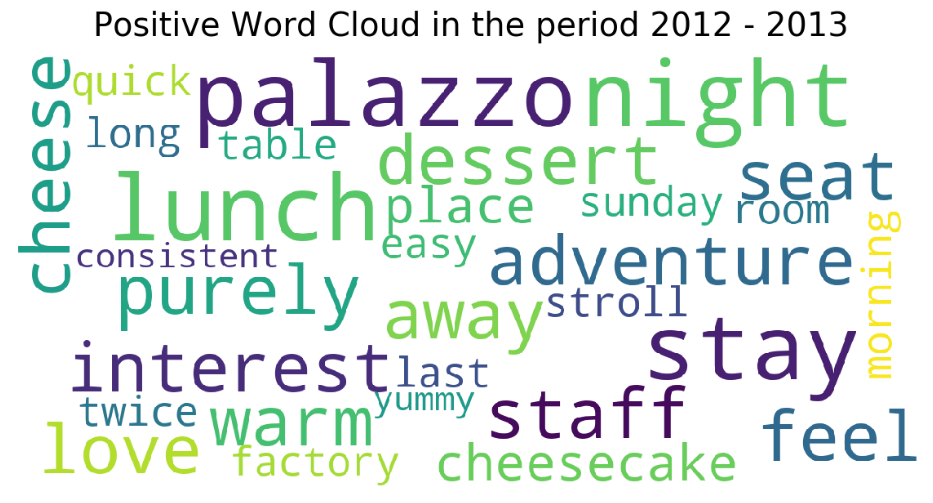 Positive Word Cloud in the period 2012 - 2013
cheese
quick
palazzo
night
long
table
dessert
seat
lunch
place
sunday
room
consistent
easy
adventure
morning
purely
away
stroll
stay
interest
last
twice
warm
yummy
staff
feel
love
factory
cheesecake